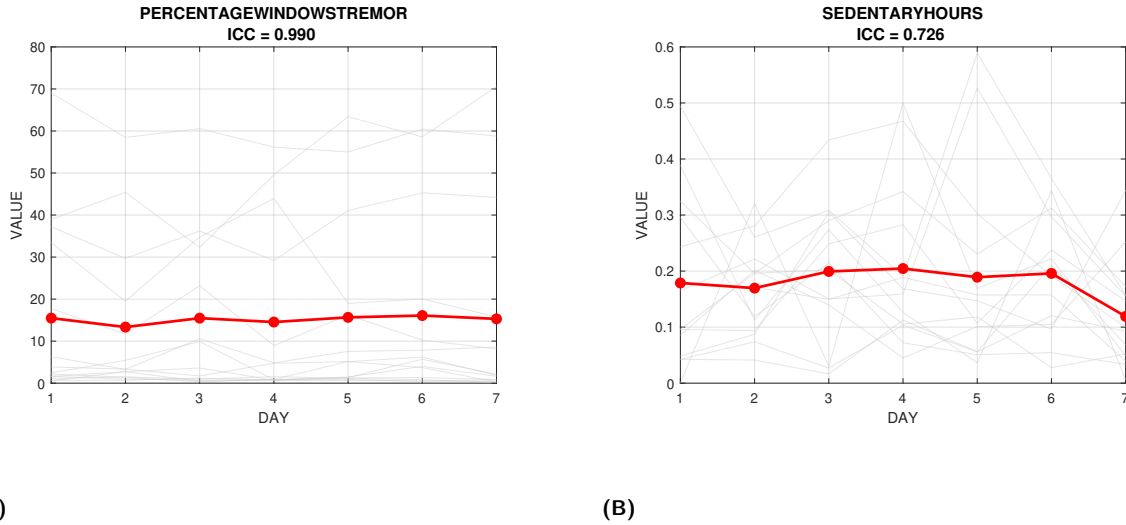 PERCENTAGEWINDOWSTREMOR
ICC = 0.990
80
70
60
50
40
30
20
10
0
VALUE
1 2 3 4 5 6 7
DAY
SEDENTARYHOURS
ICC = 0.726
0.6
0.5
0.4
0.3
0.2
0.1
0
VALUE
1 2 3 4 5 6 7
DAY
)
(B)